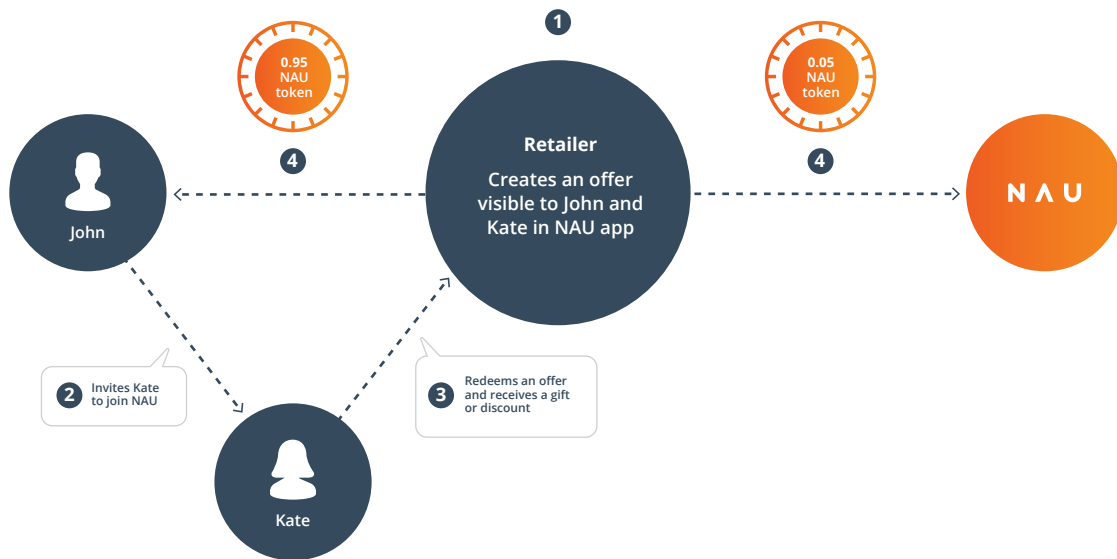 1
0.95
NAU
token
0.05
NAU
token
4
4
Retailer
Creates an offer
visible to John and
Kate in NAU app
NAU
John
2
Invites Kate
to join NAU
3
Redeems an offer
and receives a gift
or discount
Kate